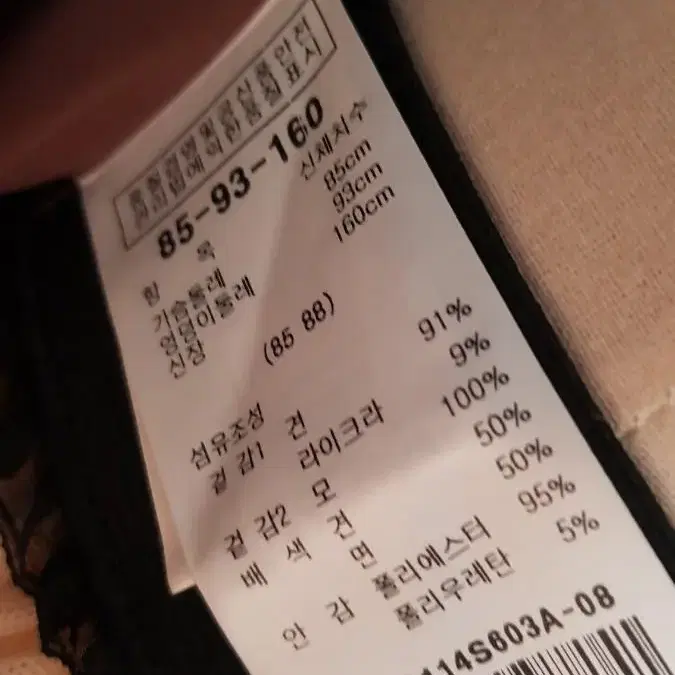 품질경영및공산품안전
관리법에의한품질표시
85-93-160
항 목 신체치수
가슴둘레 85cm
엉덩이둘레 93cm
신장 160cm
(85 88)
섬유조성
겉 감1 견 91%
라이크라 9%
겉 감2 모 100%
배 색 견 50%
면 50%
안 감 폴리에스터 95%
폴리우레탄 5%
114S603A-08